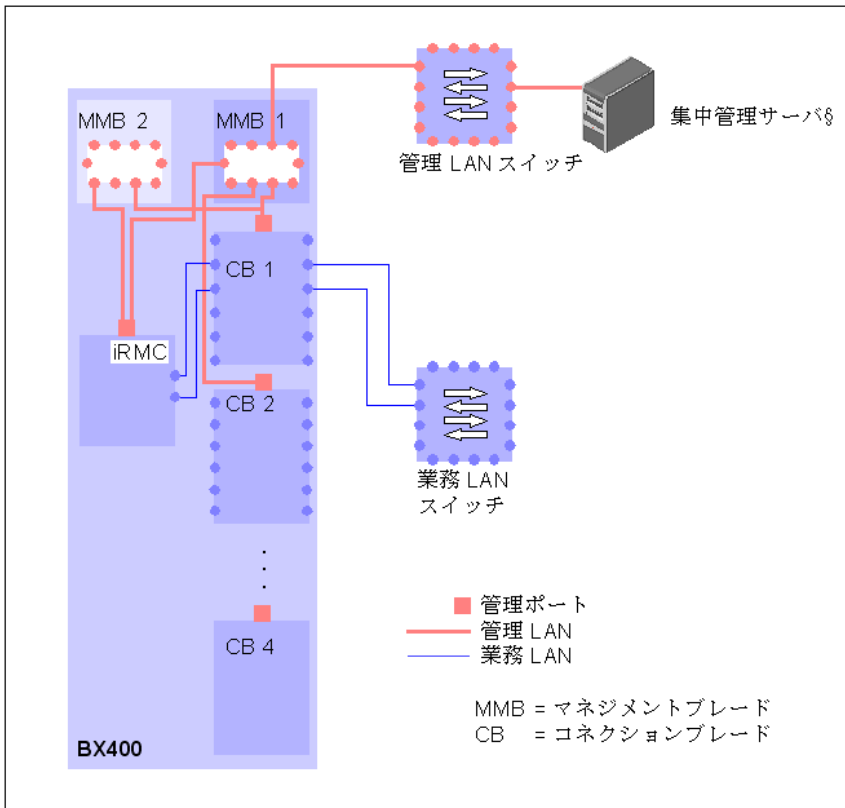 MMB 2
MMB 1
集中管理サーバ§
管理 LAN スイッチ
CB 1
iRMC
CB 2
業務 LAN
スイッチ
CB 4
管理ポート
管理 LAN
業務 LAN
MMB = マネジメントブレード
CB = コネクションブレード
BX400